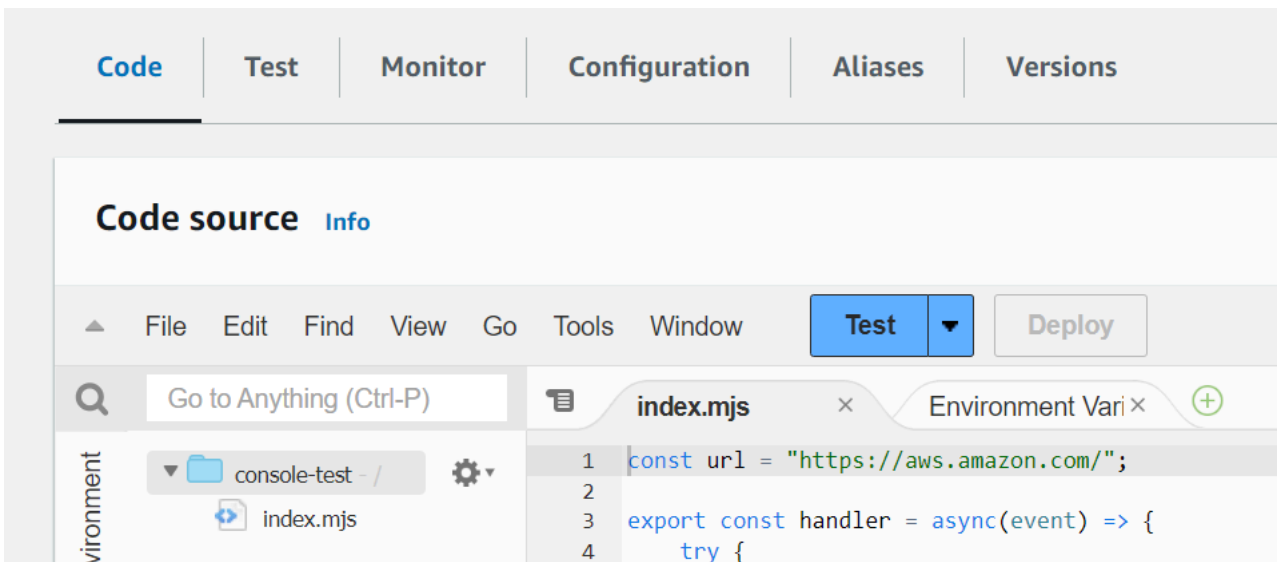 Code Test Monitor Configuration Aliases Versions
Code source Info
File Edit Find View Go Tools Window Test Deploy
Go to Anything (Ctrl-P) index.mjs × Environment Vari ×
console-test - /
index.mjs
1 const url = "https://aws.amazon.com/";
2
3 export const handler = async(event) => {
4 try {